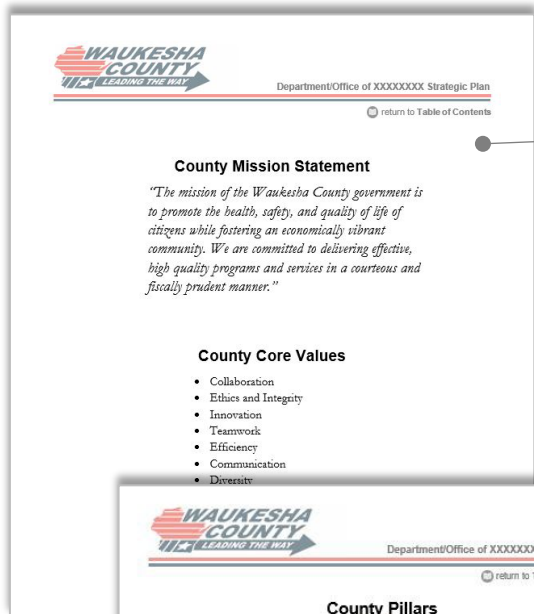 WAUKESHA
COUNTY
LEADING THE WAY
Department/Office of XXXXXXXX Strategic Plan
return to Table of Contents
County Mission Statement
“The mission of the Waukesha County government is
to promote the health, safety, and quality of life of
citizens while fostering an economically vibrant
community. We are committed to delivering effective,
high quality programs and services in a courteous and
fiscally prudent manner.”
County Core Values
• Collaboration
• Ethics and Integrity
• Innovation
• Teamwork
• Efficiency
• Communication
• Diversity
WAUKESHA
COUNTY
LEADING THE WAY
Department/Office of XXXXXXX
return to
County Pillars